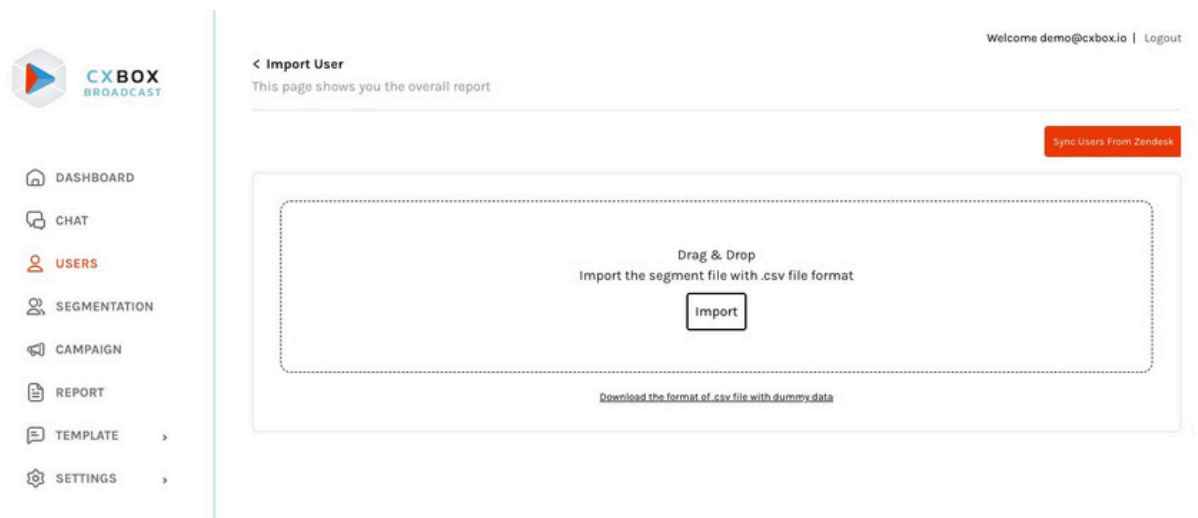 Welcome demo@cxbox.io | Logout
CXBOX
BROADCAST
< Import User
This page shows you the overall report
Sync Users From Zendesk
DASHBOARD
CHAT
USERS
SEGMENTATION
CAMPAIGN
REPORT
TEMPLATE >
SETTINGS >
Drag & Drop
Import the segment file with .csv file format
Import
Download the format of .csv file with dummy data